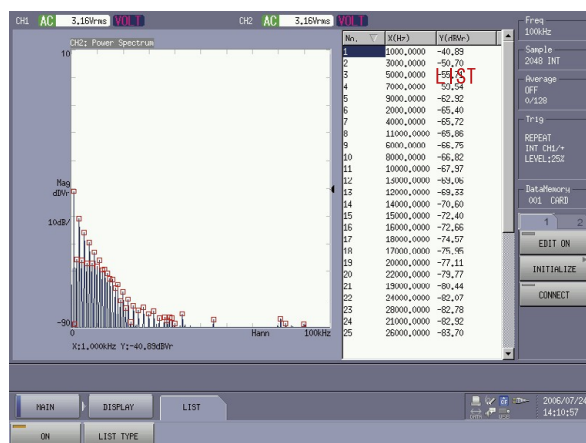 CH1 AC 3.16Vrms VOLT CH2 AC 3.16Vrms VOLT
CH2: Power Spectrum
10
Mag
dBVr
10dB/
-90
0 Hann 100kHz
X:1.000kHz Y:-40.89dBVr
No. X(Hz) Y(dBVr)
1 1000.0000 -40.89
2 3000.0000 -50.70
3 5000.0000
4 7000.0000
5 9000.0000 -62.92
6 2000.0000 -65.40
7 4000.0000 -65.72
8 11000.0000 -65.86
9 6000.0000 -66.75
10 8000.0000 -66.82
11 10000.0000 -67.97
12 13000.0000 -69.06
13 12000.0000 -69.33
14 14000.0000 -70.60
15 15000.0000 -72.40
16 16000.0000 -72.66
17 18000.0000 -74.57
18 17000.0000 -75.95
19 20000.0000 -77.11
20 22000.0000 -79.77
21 19000.0000 -80.44
22 24000.0000 -82.07
23 28000.0000 -82.78
24 21000.0000 -82.92
25 26000.0000 -83.70
LIST
Freq
100kHz
Sample
2048 INT
Average
OFF
0/128
Trig
REPEAT
INT CH1/+
LEVEL:25%
DataMemory
001 CARD
1 2
EDIT ON
INITIALIZE
CONNECT
MAIN DISPLAY LIST
2006/07/24
14:10:57
ON LIST TYPE